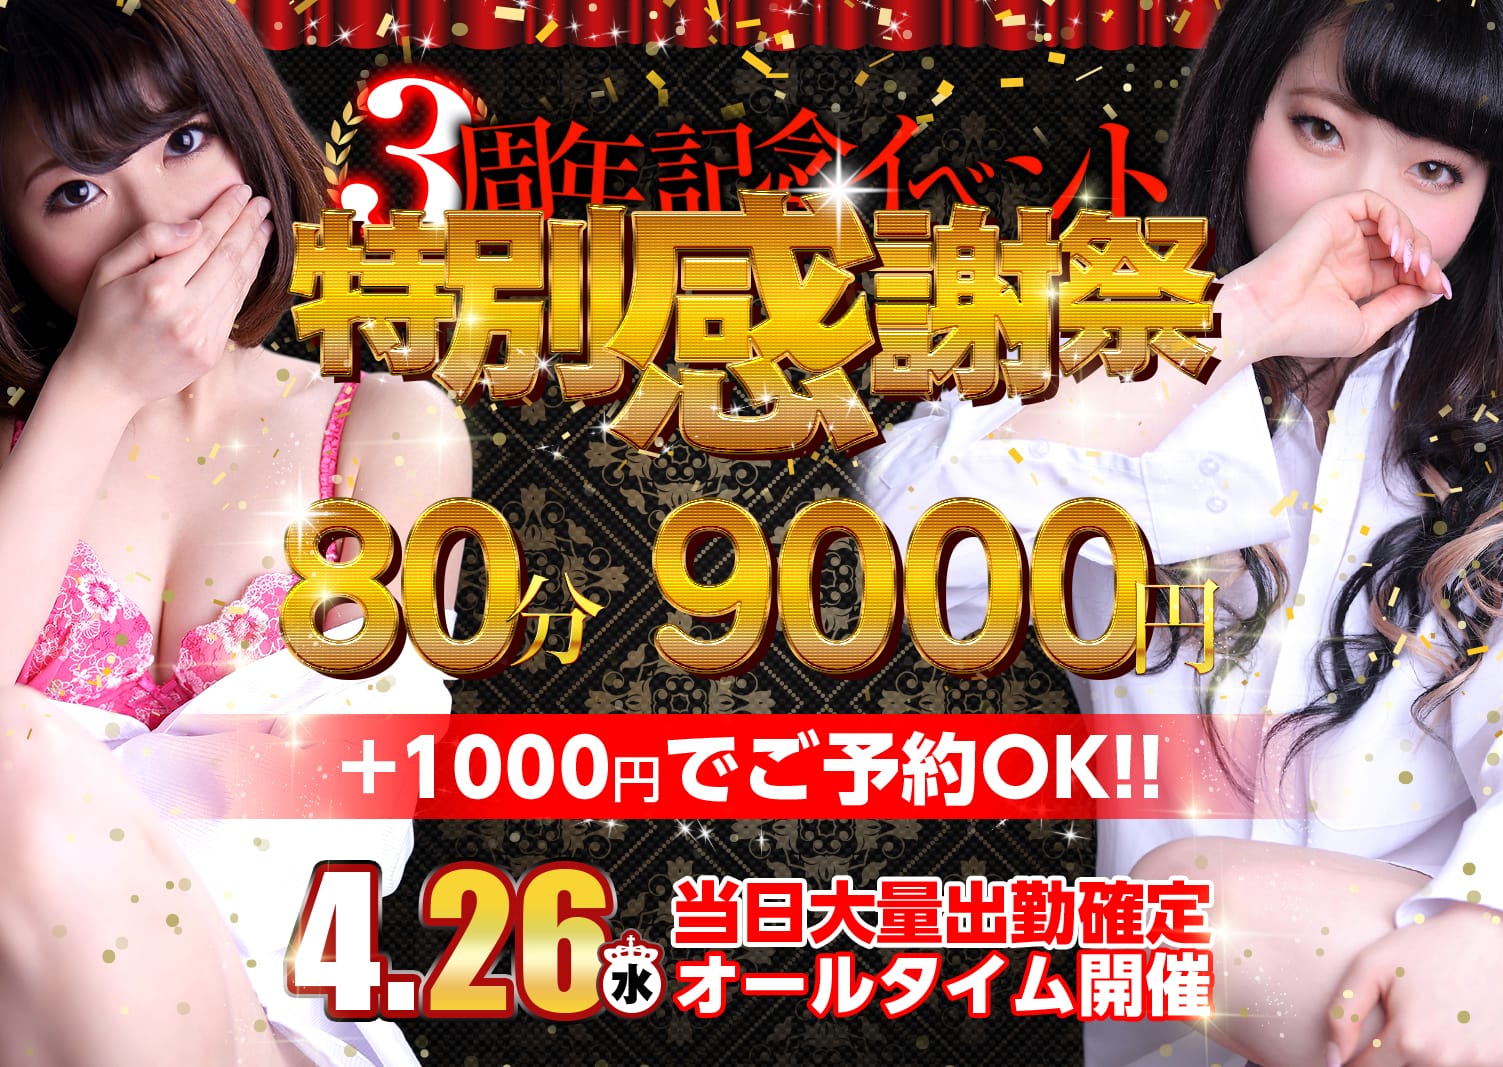 3周年記念イベント
特別感謝祭
80分 9000円
+1000円でご予約OK!!
4.26水
当日大量出勤確定
オールタイム開催